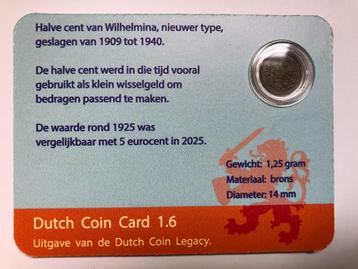 Halve cent van Wilhelmina, nieuwer type,
geslagen van 1909 tot 1940.
De halve cent werd in die tijd vooral
gebruikt als klein wisselgeld om
bedragen passend te maken.
De waarde rond 1925 was
vergelijkbaar met 5 eurocent in 2025.
Gewicht: 1,25 gram
Materiaal: brons
Diameter: 14 mm
Dutch Coin Card 1.6
Uitgave van de Dutch Coin Legacy.